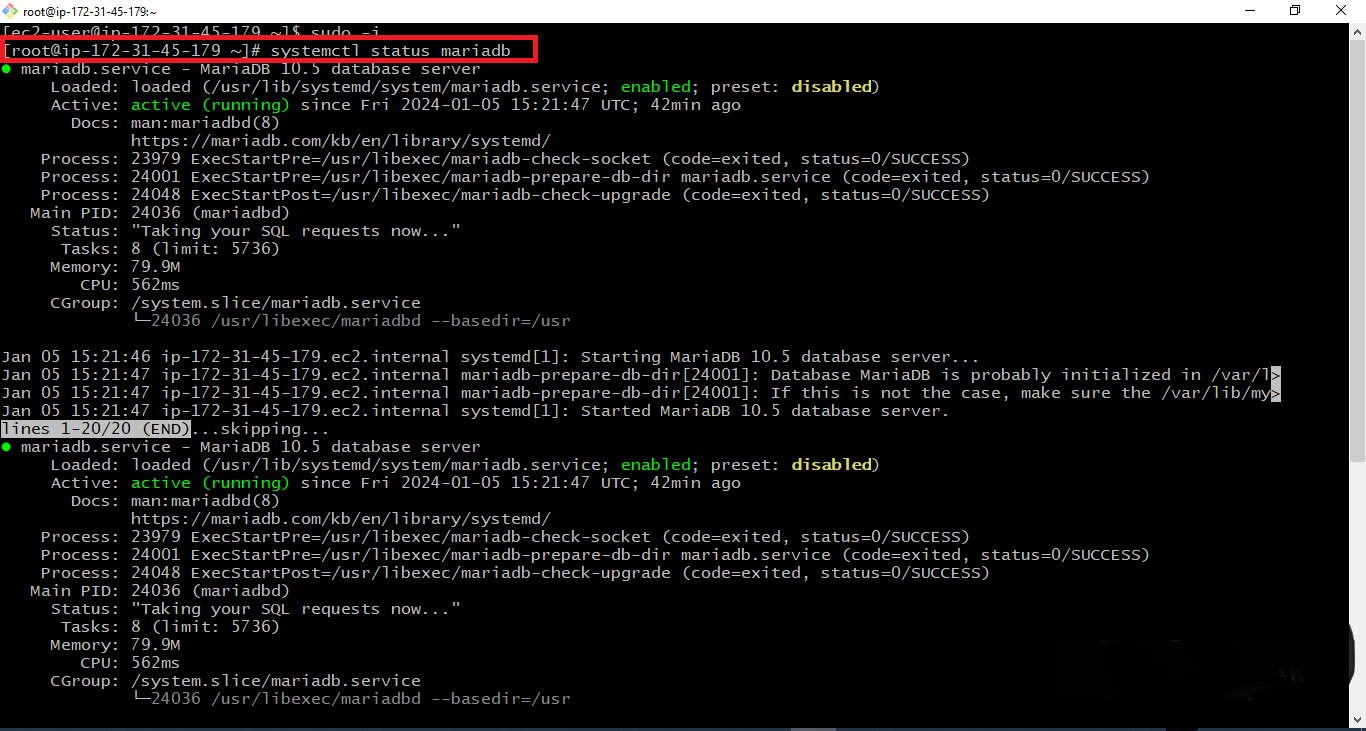 root@ip-172-31-45-179:~
[ec2-user@ip-172-31-45-179 ~]$ sudo -i
[root@ip-172-31-45-179 ~]# systemctl status mariadb
● mariadb.service - MariaDB 10.5 database server
Loaded: loaded (/usr/lib/systemd/system/mariadb.service; enabled; preset: disabled)
Active: active (running) since Fri 2024-01-05 15:21:47 UTC; 42min ago
Docs: man:mariadbd(8)
https://mariadb.com/kb/en/library/systemd/
Process: 23979 ExecStartPre=/usr/libexec/mariadb-check-socket (code=exited, status=0/SUCCESS)
Process: 24001 ExecStartPre=/usr/libexec/mariadb-prepare-db-dir mariadb.service (code=exited, status=0/SUCCESS)
Process: 24048 ExecStartPost=/usr/libexec/mariadb-check-upgrade (code=exited, status=0/SUCCESS)
Main PID: 24036 (mariadbd)
Status: "Taking your SQL requests now..."
Tasks: 8 (limit: 5736)
Memory: 79.9M
CPU: 562ms
CGroup: /system.slice/mariadb.service
└─24036 /usr/libexec/mariadbd --basedir=/usr
Jan 05 15:21:46 ip-172-31-45-179.ec2.internal systemd[1]: Starting MariaDB 10.5 database server...
Jan 05 15:21:47 ip-172-31-45-179.ec2.internal mariadb-prepare-db-dir[24001]: Database MariaDB is probably initialized in /var/l>
Jan 05 15:21:47 ip-172-31-45-179.ec2.internal mariadb-prepare-db-dir[24001]: If this is not the case, make sure the /var/lib/my>
Jan 05 15:21:47 ip-172-31-45-179.ec2.internal systemd[1]: Started MariaDB 10.5 database server.
lines 1-20/20 (END)...skipping...
● mariadb.service - MariaDB 10.5 database server
Loaded: loaded (/usr/lib/systemd/system/mariadb.service; enabled; preset: disabled)
Active: active (running) since Fri 2024-01-05 15:21:47 UTC; 42min ago
Docs: man:mariadbd(8)
https://mariadb.com/kb/en/library/systemd/
Process: 23979 ExecStartPre=/usr/libexec/mariadb-check-socket (code=exited, status=0/SUCCESS)
Process: 24001 ExecStartPre=/usr/libexec/mariadb-prepare-db-dir mariadb.service (code=exited, status=0/SUCCESS)
Process: 24048 ExecStartPost=/usr/libexec/mariadb-check-upgrade (code=exited, status=0/SUCCESS)
Main PID: 24036 (mariadbd)
Status: "Taking your SQL requests now..."
Tasks: 8 (limit: 5736)
Memory: 79.9M
CPU: 562ms
CGroup: /system.slice/mariadb.service
└─24036 /usr/libexec/mariadbd --basedir=/usr